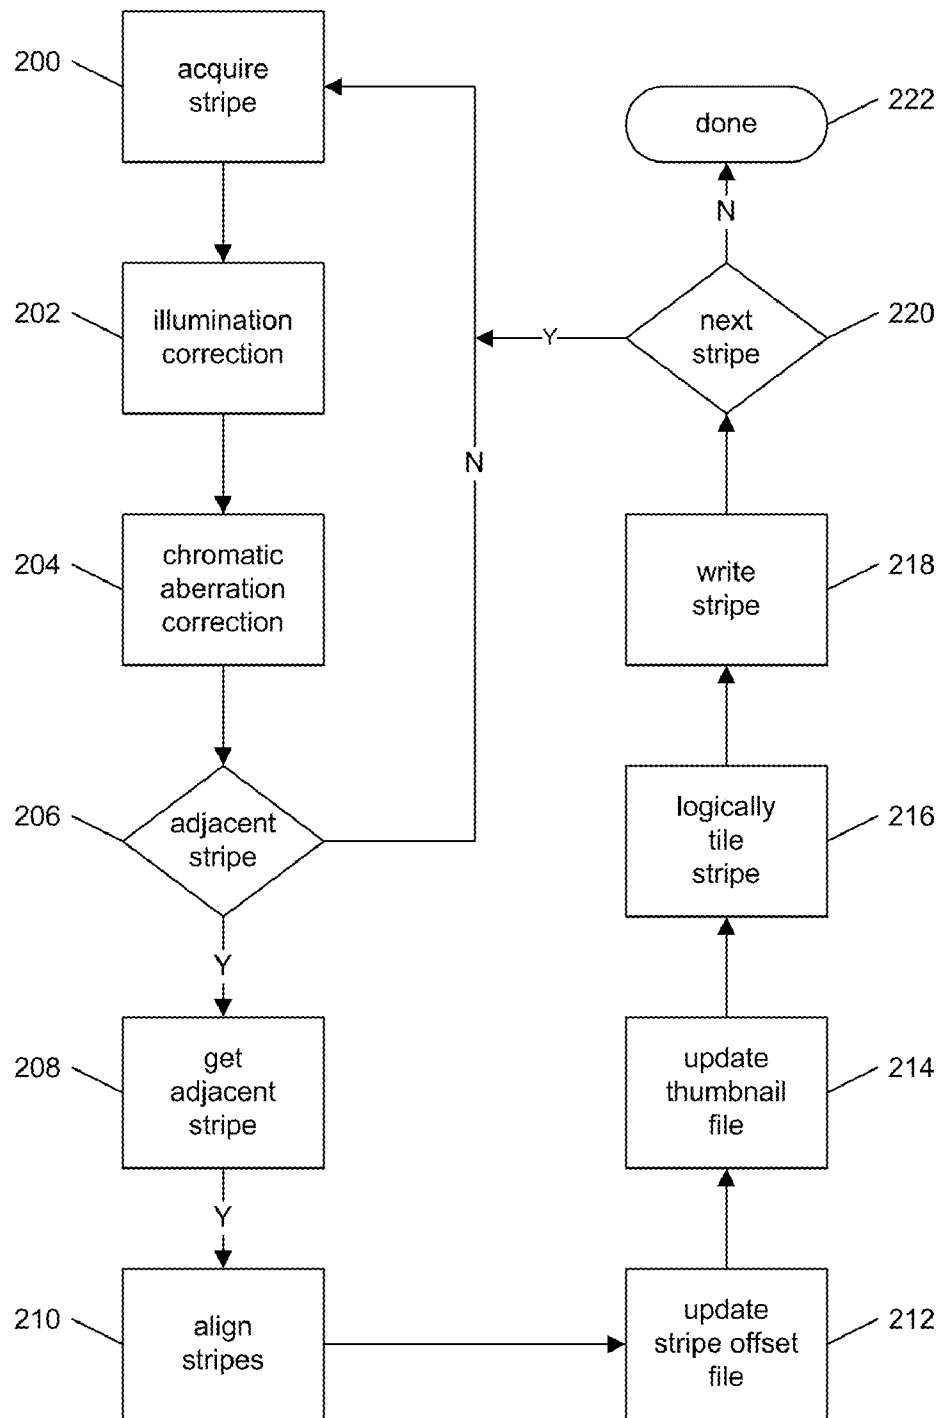 200
acquire
stripe
202
illumination
correction
204
chromatic
aberration
correction
206
adjacent
stripe
N
Y
208
get
adjacent
stripe
Y
210
align
stripes
update
stripe offset
file
212
update
thumbnail
file
214
logically
tile
stripe
216
write
stripe
218
next
stripe
220
Y
N
done
222